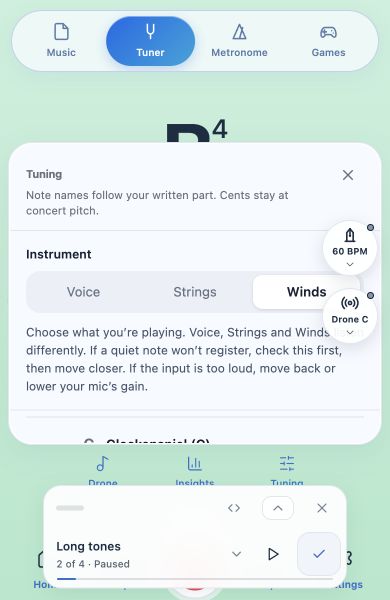 Music
Tuner
Metronome
Games
4
Tuning
Note names follow your written part. Cents stay at
concert pitch.
60 BPM
Instrument
Voice
Strings
Winds
Drone C
Choose what you're playing. Voice, Strings and Winds
differently. If a quiet note won't register, check this first,
then move closer. If the input is too loud, move back or
lower your mic's gain.
Glockenspiel (C)
Drone
Insights
Tuning
Long tones
2 of 4 · Paused